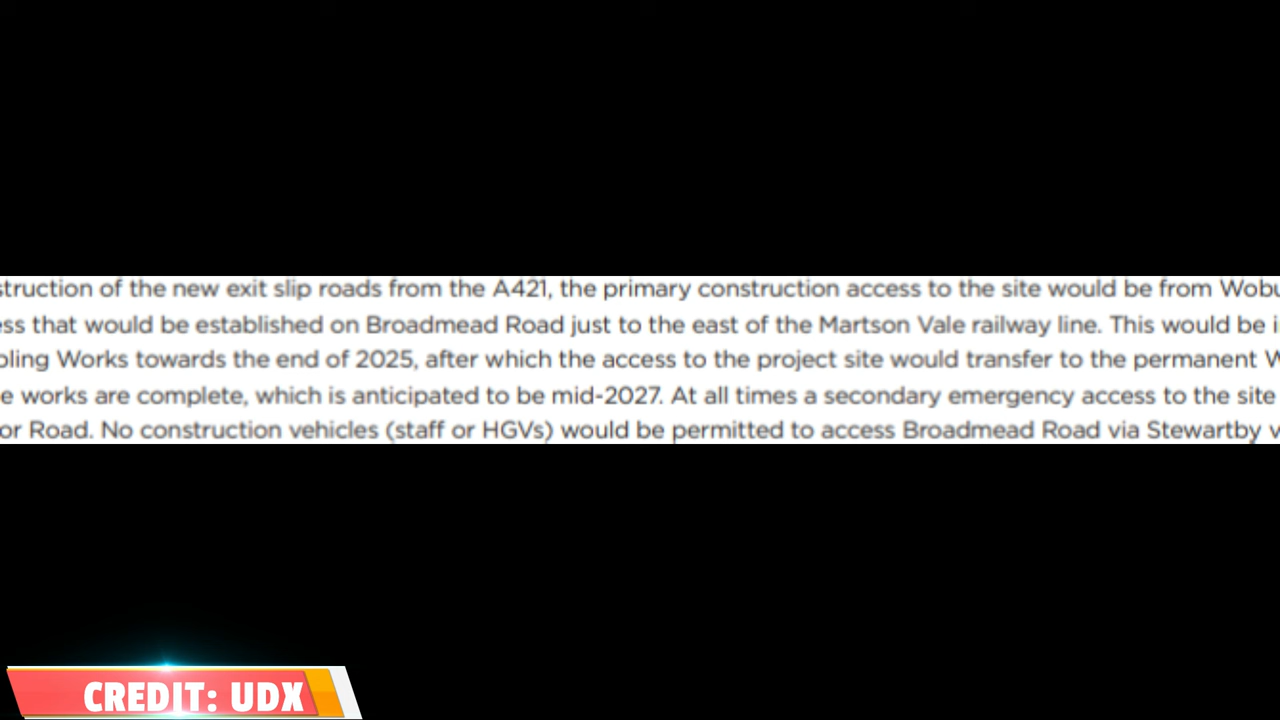 struction of the new exit slip roads from the A421, the primary construction access to the site would be from Wobu
ess that would be established on Broadmead Road just to the east of the Martson Vale railway line. This would be i
oling Works towards the end of 2025, after which the access to the project site would transfer to the permanent W
e works are complete, which is anticipated to be mid-2027. At all times a secondary emergency access to the site
or Road. No construction vehicles (staff or HGVs) would be permitted to access Broadmead Road via Stewartby v
CREDIT: UDX